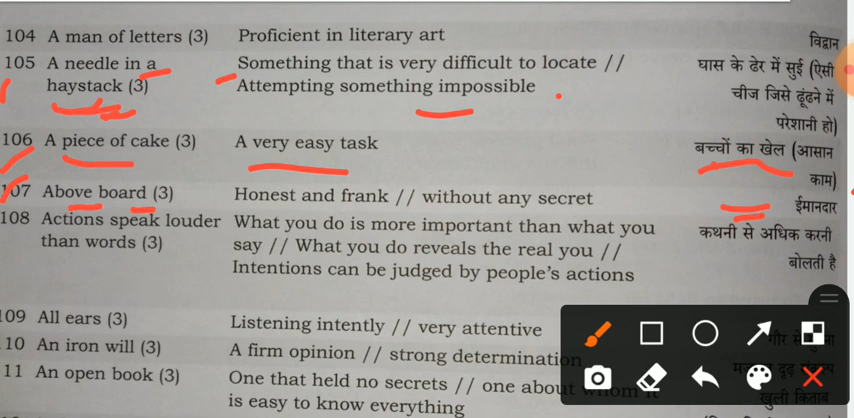 104 A man of letters (3) Proficient in literary art विद्वान
105 A needle in a Something that is very difficult to locate // घास के ढेर में सुई (ऐसी
haystack (3) Attempting something impossible चीज जिसे ढूंढने में
परेशानी हो)
106 A piece of cake (3) A very easy task बच्चों का खेल (आसान
काम)
107 Above board (3) Honest and frank // without any secret ईमानदार
108 Actions speak louder What you do is more important than what you कथनी से अधिक करनी
than words (3) say // What you do reveals the real you // बोलती है
Intentions can be judged by people's actions
109 All ears (3) Listening intently // very attentive
10 An iron will (3) A firm opinion // strong determination
11 An open book (3) One that held no secrets // one about whom it खुली किताब
is easy to know everything